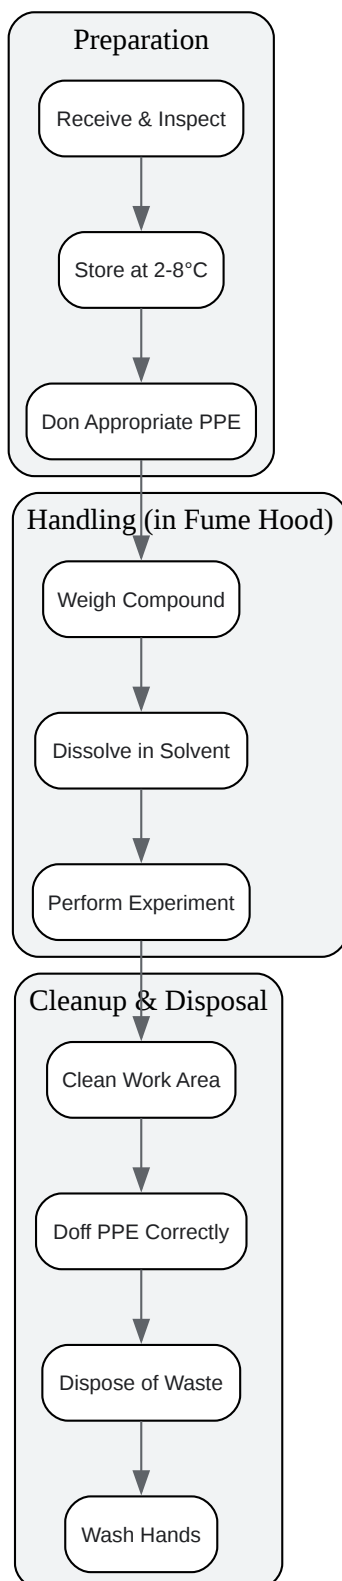 Preparation
Receive & Inspect
Store at 2-8°C
Don Appropriate PPE
Handling (in Fume Hood)
Weigh Compound
Dissolve in Solvent
Perform Experiment
Cleanup & Disposal
Clean Work Area
Doff PPE Correctly
Dispose of Waste
Wash Hands